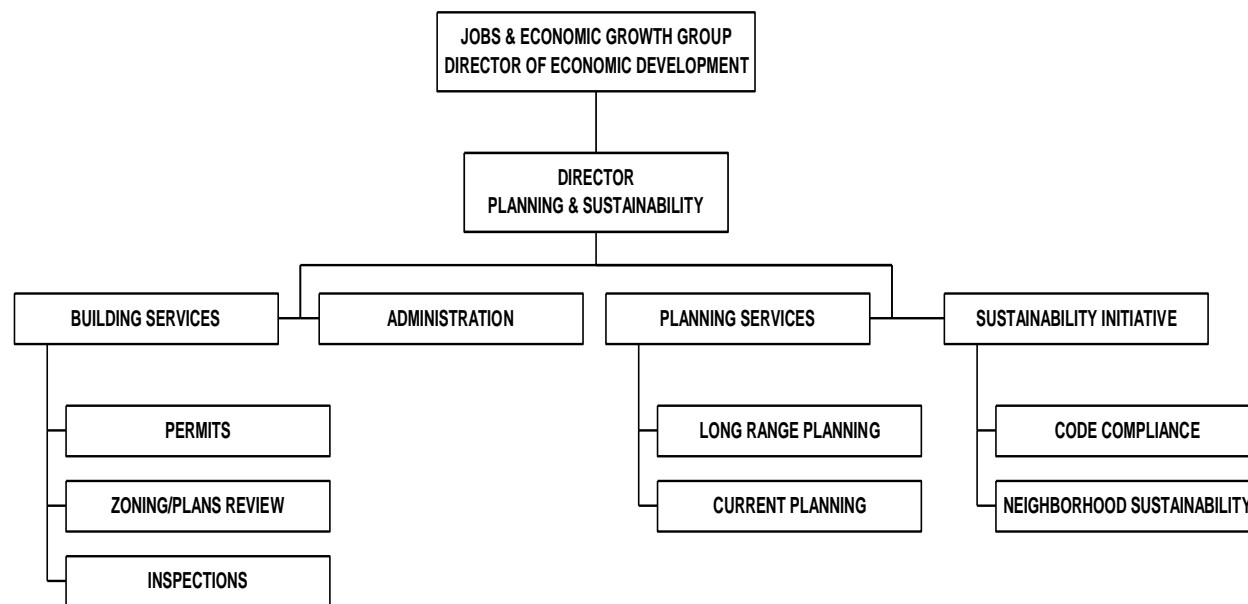 JOBS & ECONOMIC GROWTH GROUP
DIRECTOR OF ECONOMIC DEVELOPMENT
DIRECTOR
PLANNING & SUSTAINABILITY
BUILDING SERVICES
ADMINISTRATION
PLANNING SERVICES
SUSTAINABILITY INITIATIVE
PERMITS
LONG RANGE PLANNING
CODE COMPLIANCE
ZONING/PLANS REVIEW
CURRENT PLANNING
NEIGHBORHOOD SUSTAINABILITY
INSPECTIONS